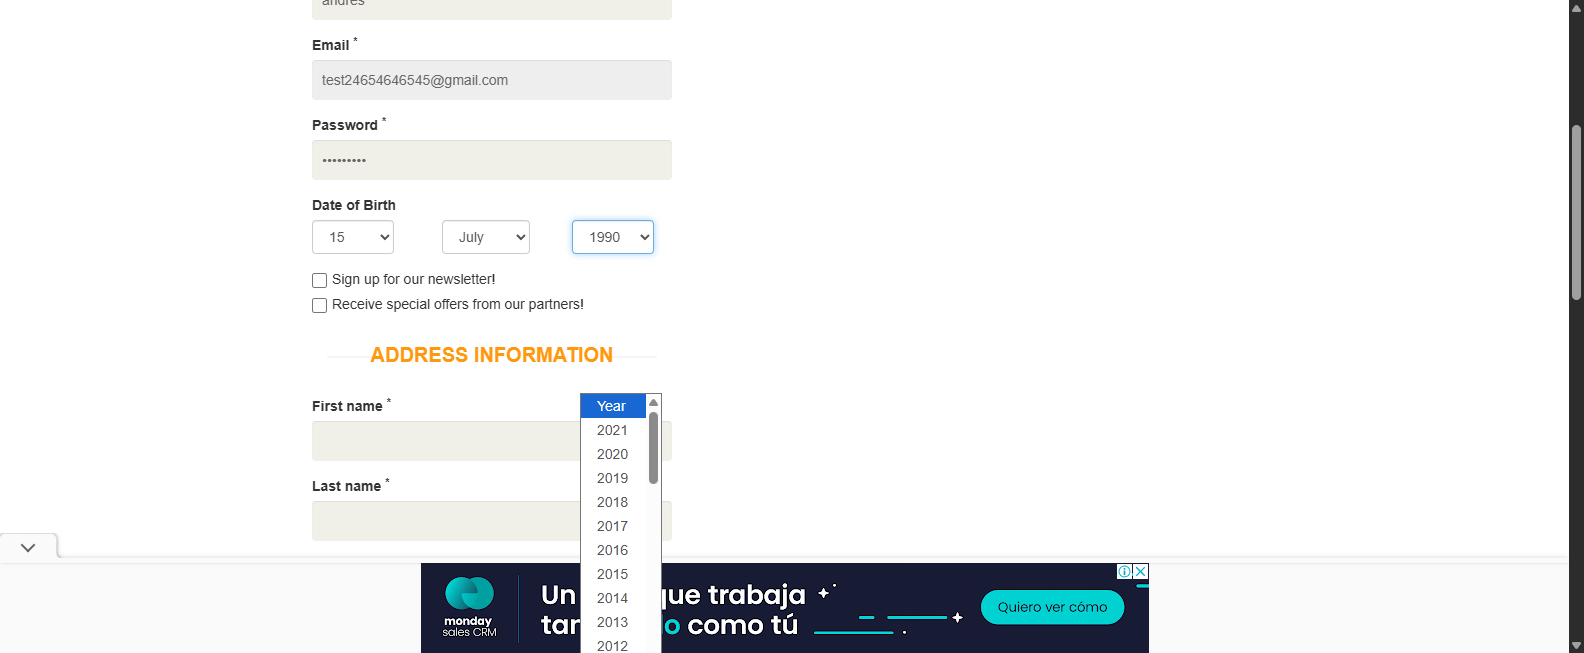 andres
Email *
test24654646545@gmail.com
Password *
•••••••••
Date of Birth
15
July
1990
Sign up for our newsletter!
Receive special offers from our partners!
ADDRESS INFORMATION
First name *
Year
2021
2020
2019
Last name *
2018
2017
2016
2015
2014
2013
2012
monday
sales CRM
Un
ue trabaja
tar
o como tú
Quiero ver cómo